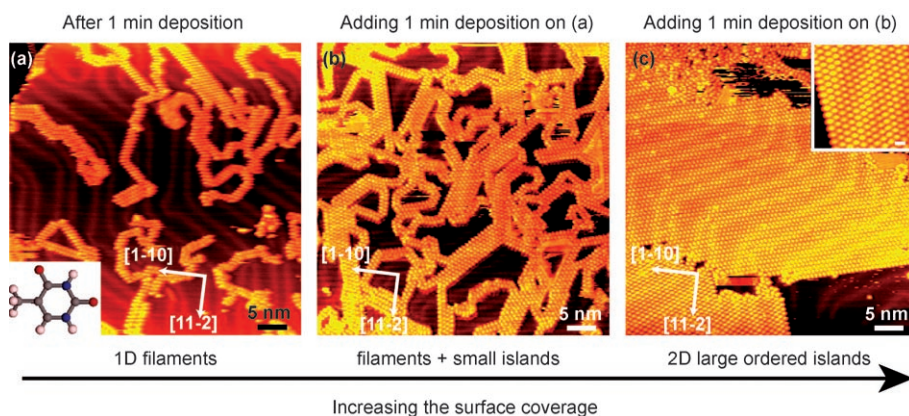 After 1 min deposition
Adding 1 min deposition on (a)
Adding 1 min deposition on (b)
(a)
[1-10]
[11-2]
5 nm
(b)
[1-10]
[11-2]
5 nm
(c)
[1-10]
[11-2]
5 nm
1D filaments
filaments + small islands
2D large ordered islands
Increasing the surface coverage